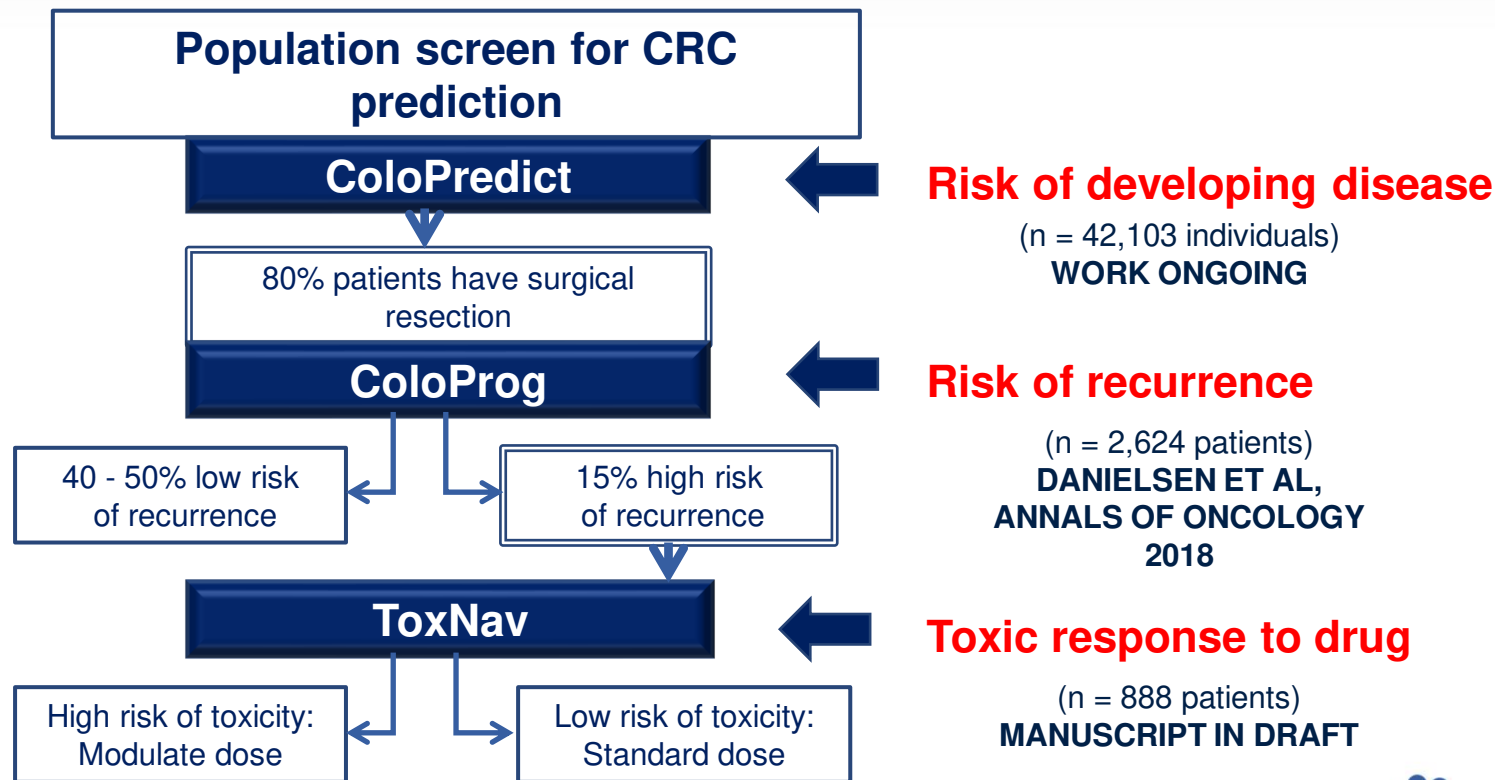 Population screen for CRC
prediction
ColoPredict
Risk of developing disease
(n = 42,103 individuals)
WORK ONGOING
80% patients have surgical
resection
ColoProg
Risk of recurrence
(n = 2,624 patients)
DANIELSEN ET AL,
ANNALS OF ONCOLOGY
2018
40 - 50% low risk
of recurrence
15% high risk
of recurrence
ToxNav
Toxic response to drug
(n = 888 patients)
MANUSCRIPT IN DRAFT
High risk of toxicity:
Modulate dose
Low risk of toxicity:
Standard dose